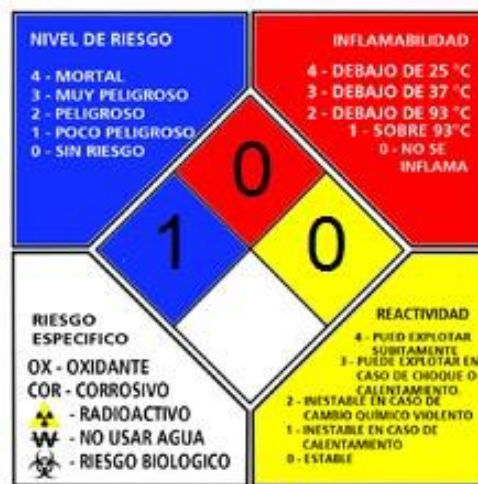 NIVEL DE RIESGO
4 - MORTAL
3 - MUY PELIGROSO
2 - PELIGROSO
1 - POCO PELIGROSO
0 - SIN RIESGO
INFLAMABILIDAD
4 - DEBAJO DE 25 °C
3 - DEBAJO DE 37 °C
2 - DEBAJO DE 93 °C
1 - SOBRE 93°C
0 - NO SE
INFLAMA
0
1
0
RIESGO
ESPECIFICO
OX - OXIDANTE
COR - CORROSIVO
- RADIOACTIVO
W - NO USAR AGUA
- RIESGO BIOLOGICO
REACTIVIDAD
4 - PUED EXPLOTAR
SUBITAMENTE
3 - PUEDE EXPLOTAR EN
CASO DE CHOQUE O
CALENTAMIENTO.
2 - INESTABLE EN CASO DE
CAMBIO QUÍMICO VIOLENTO
1 - INESTABLE EN CASO DE
CALENTAMIENTO
0 - ESTABLE